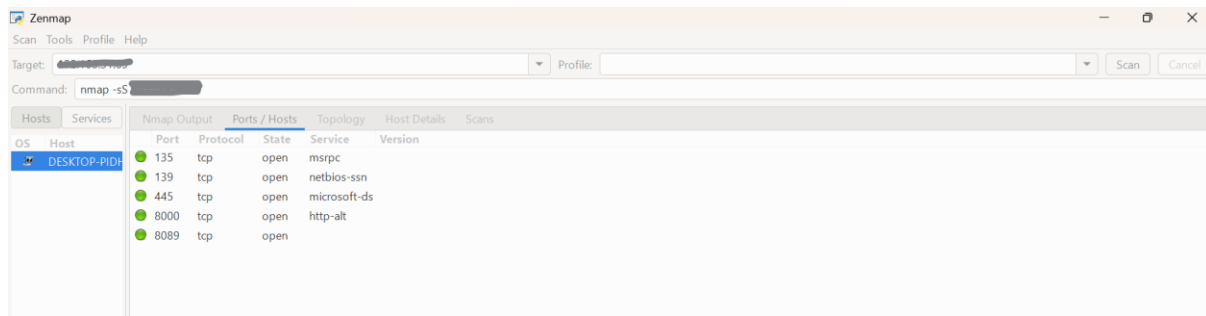 Zenmap
Scan Tools Profile Help
Target: Profile: Scan Cancel
Command: nmap -sS
Hosts Services Nmap Output Ports / Hosts Topology Host Details Scans
OS Host Port Protocol State Service Version
DESKTOP-PIDH 135 tcp open msrpc
139 tcp open netbios-ssn
445 tcp open microsoft-ds
8000 tcp open http-alt
8089 tcp open